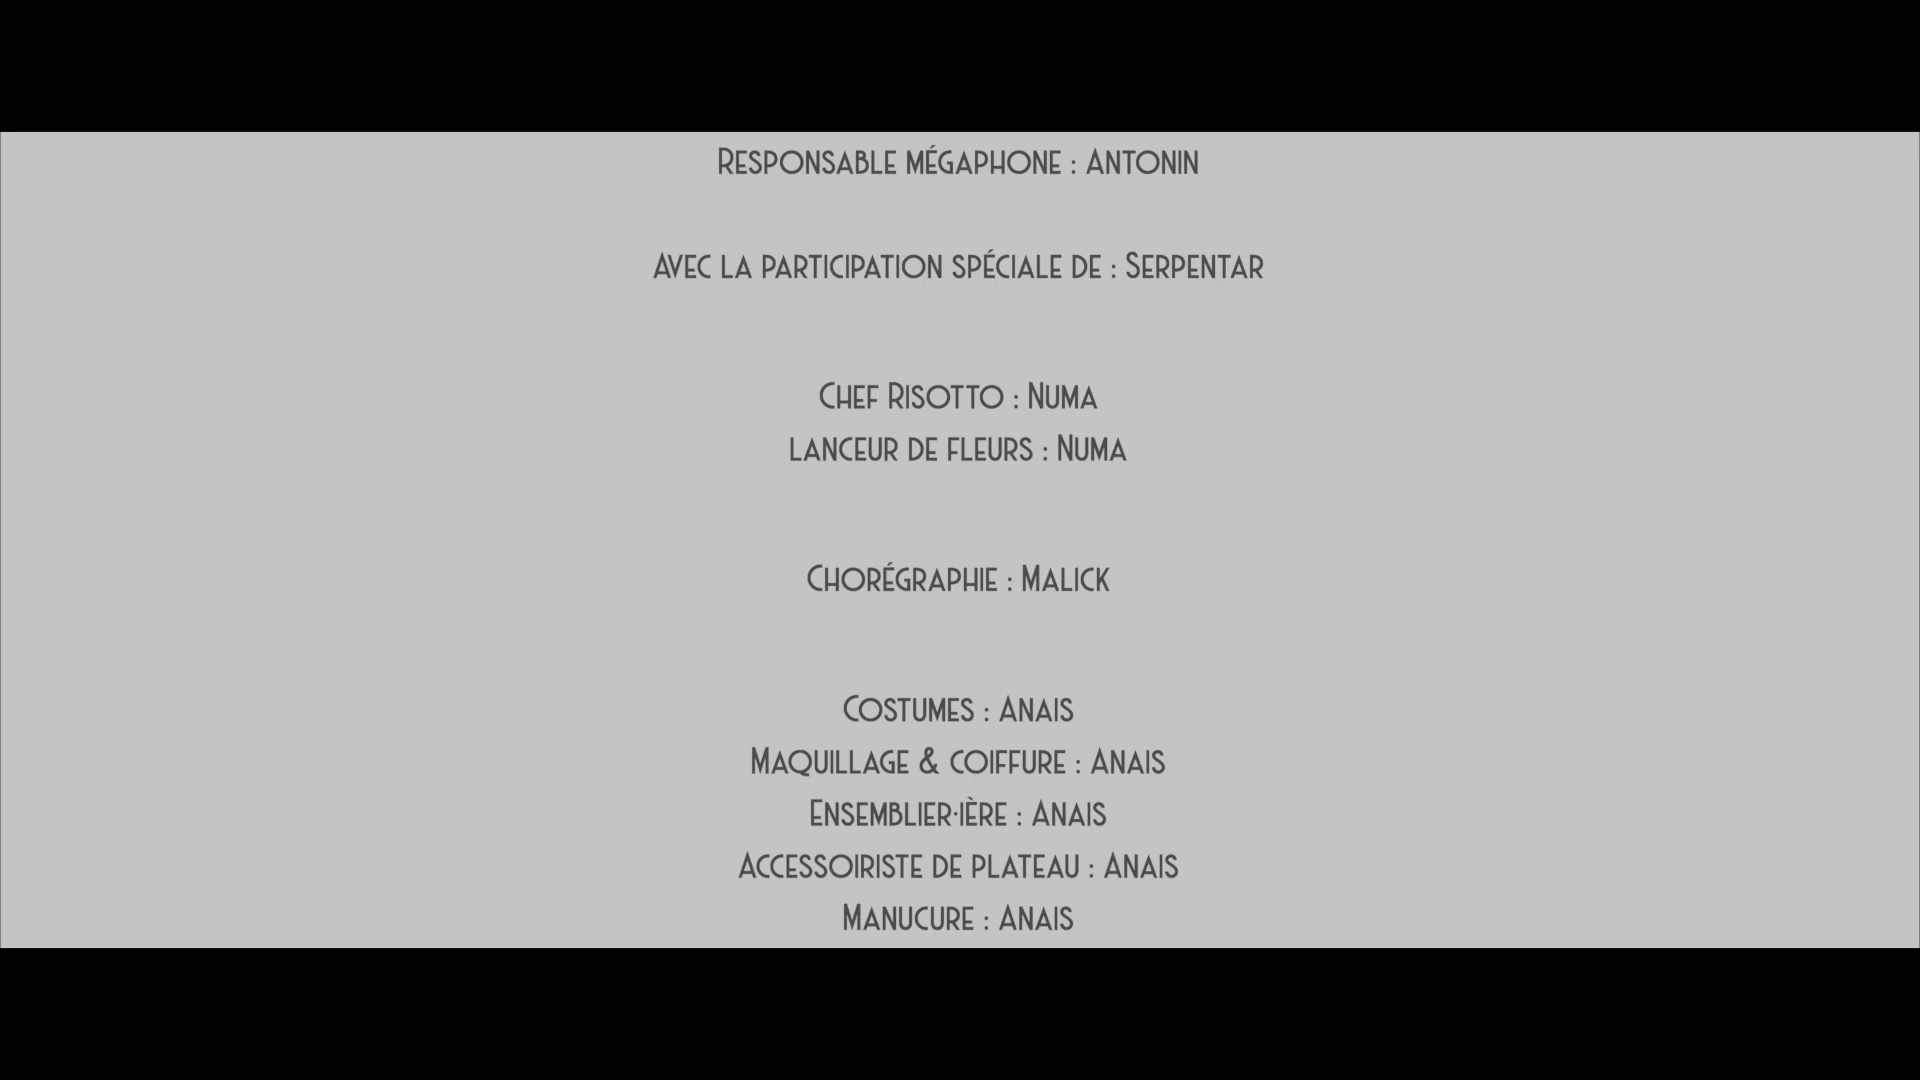 Responsable mégaphone : Antonin
Avec la participation spéciale de : Serpentar
Chef Risotto : Numa
lanceur de fleurs : Numa
Chorégraphie : Malick
Costumes : Anais
Maquillage & coiffure : Anais
Ensemblier·ière : Anais
Accessoiriste de plateau : Anais
Manucure : Anais